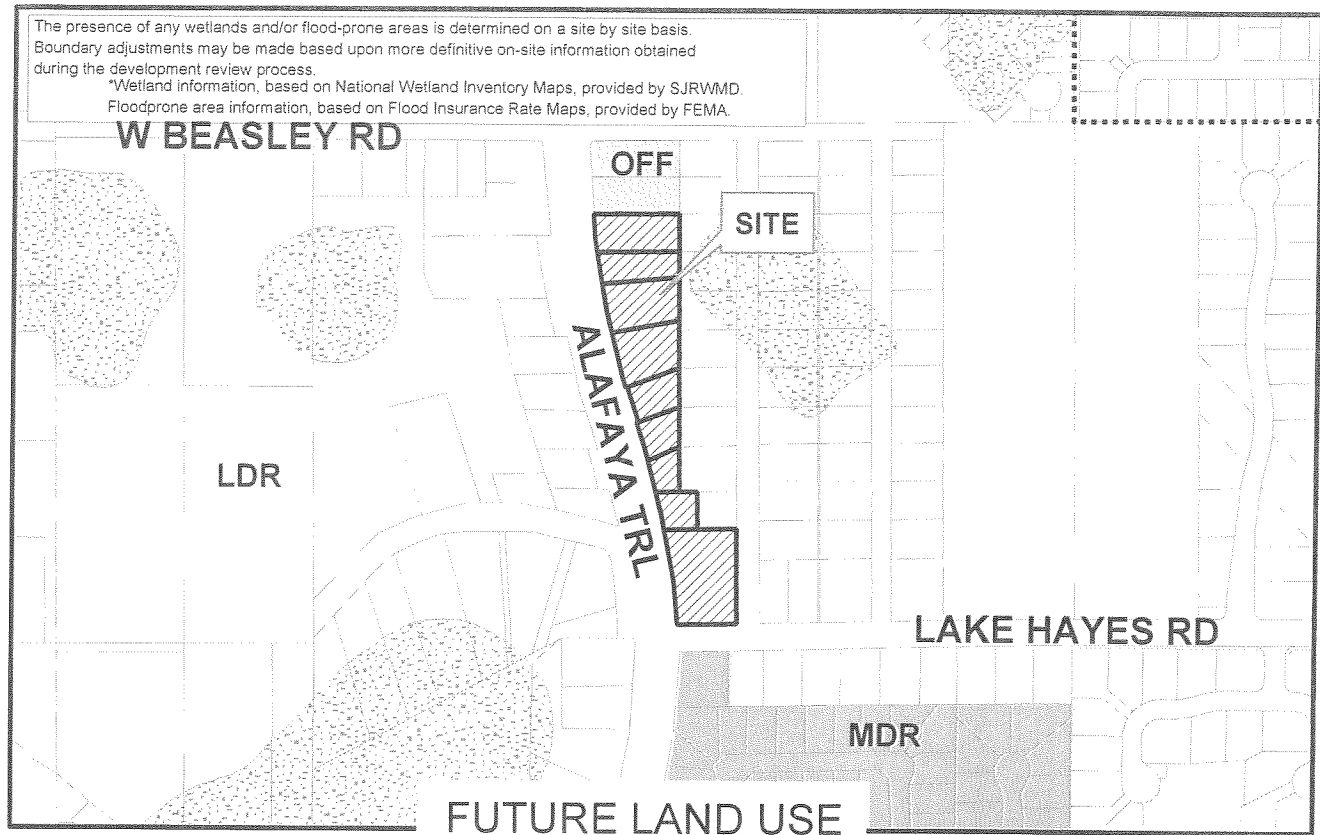 The presence of any wetlands and/or flood-prone areas is determined on a site by site basis.
Boundary adjustments may be made based upon more definitive on-site information obtained
during the development review process.
*Wetland information, based on National Wetland Inventory Maps, provided by SJRWMD.
Floodprone area information, based on Flood Insurance Rate Maps, provided by FEMA.
W BEASLEY RD
OFF
SITE
ALAFAYA TRL
LDR
LAKE HAYES RD
MDR
FUTURE LAND USE